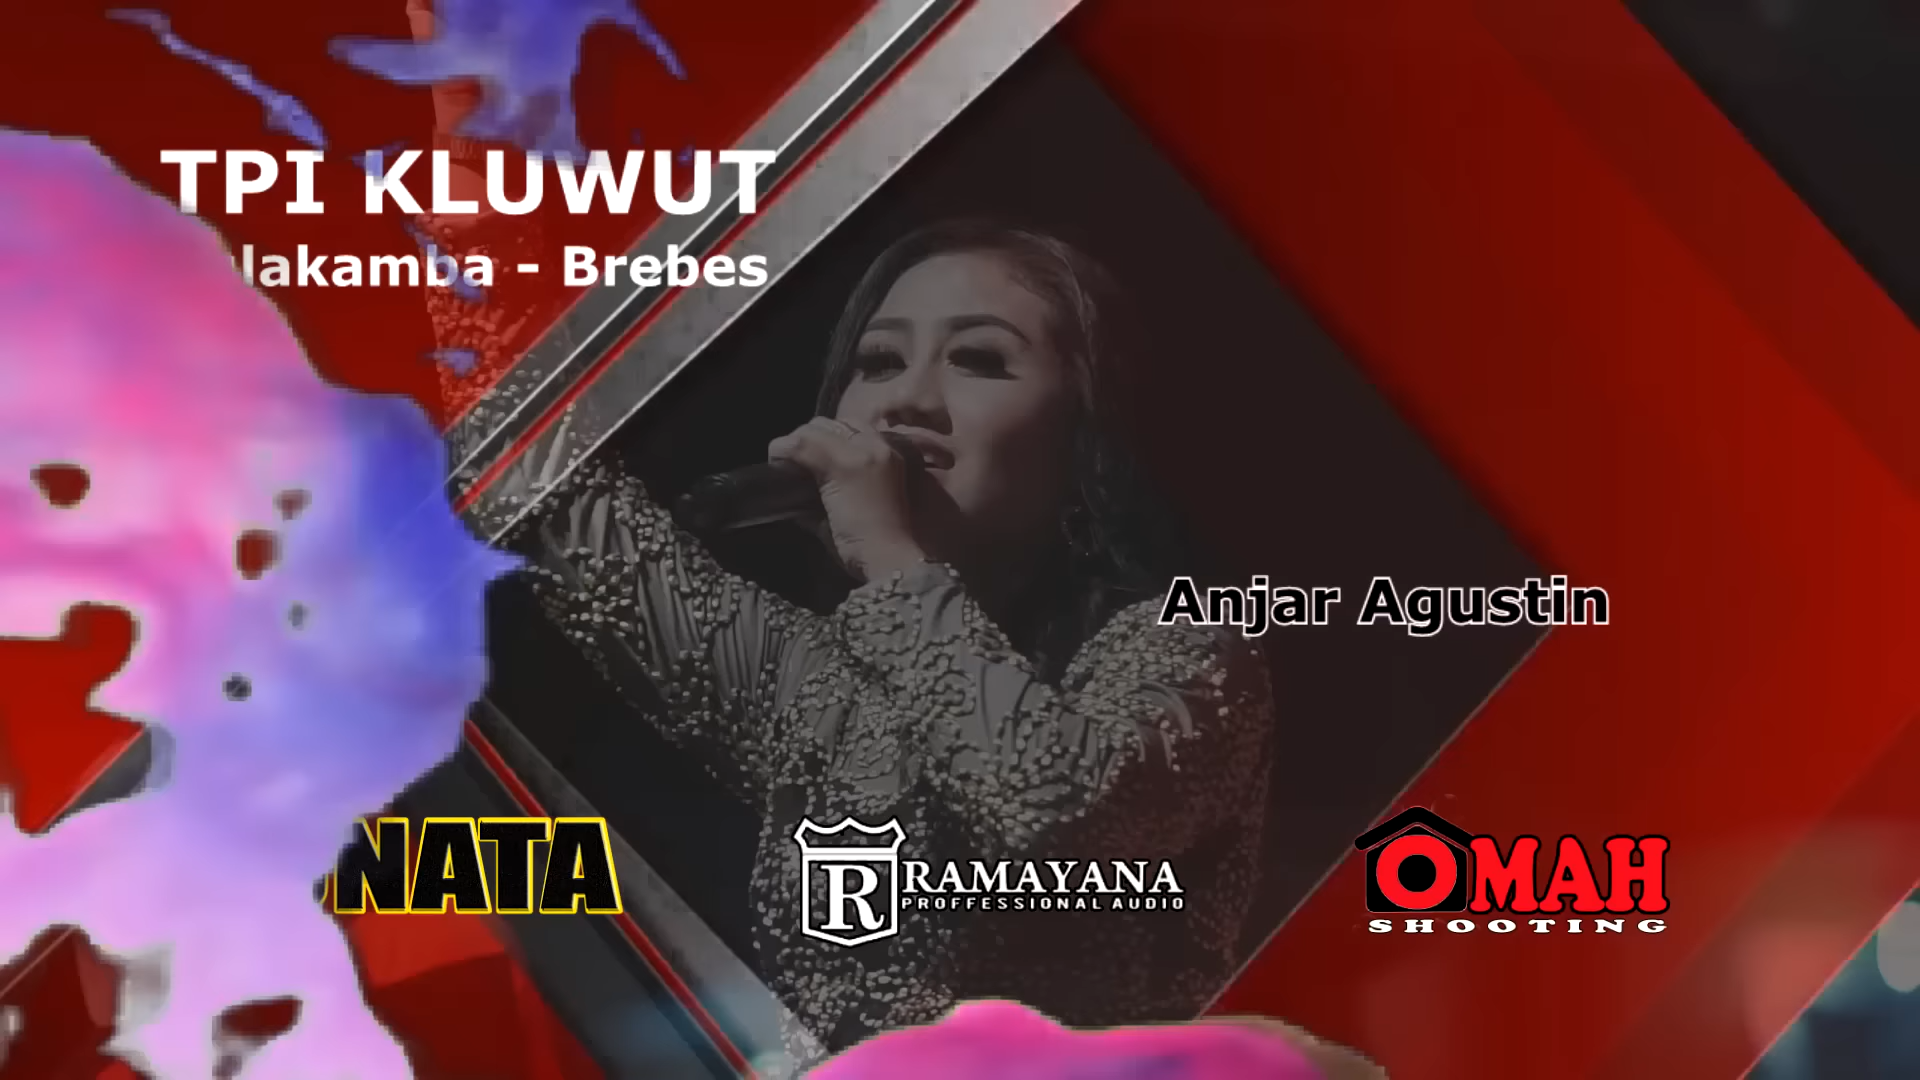 TPI KLUWUT
lakamba - Brebes
Anjar Agustin
NATA
R RAMAYANA
PROFFESSIONAL AUDIO
OMAH
SHOOTING